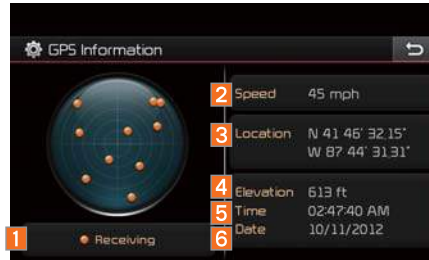 GPS Information
2 Speed 45 mph
3 Location N 41 46' 32.15"
W 87 44' 31.31"
4 Elevation 613 ft
5 Time 02:47:40 AM
6 Date 10/11/2012
1 Receiving